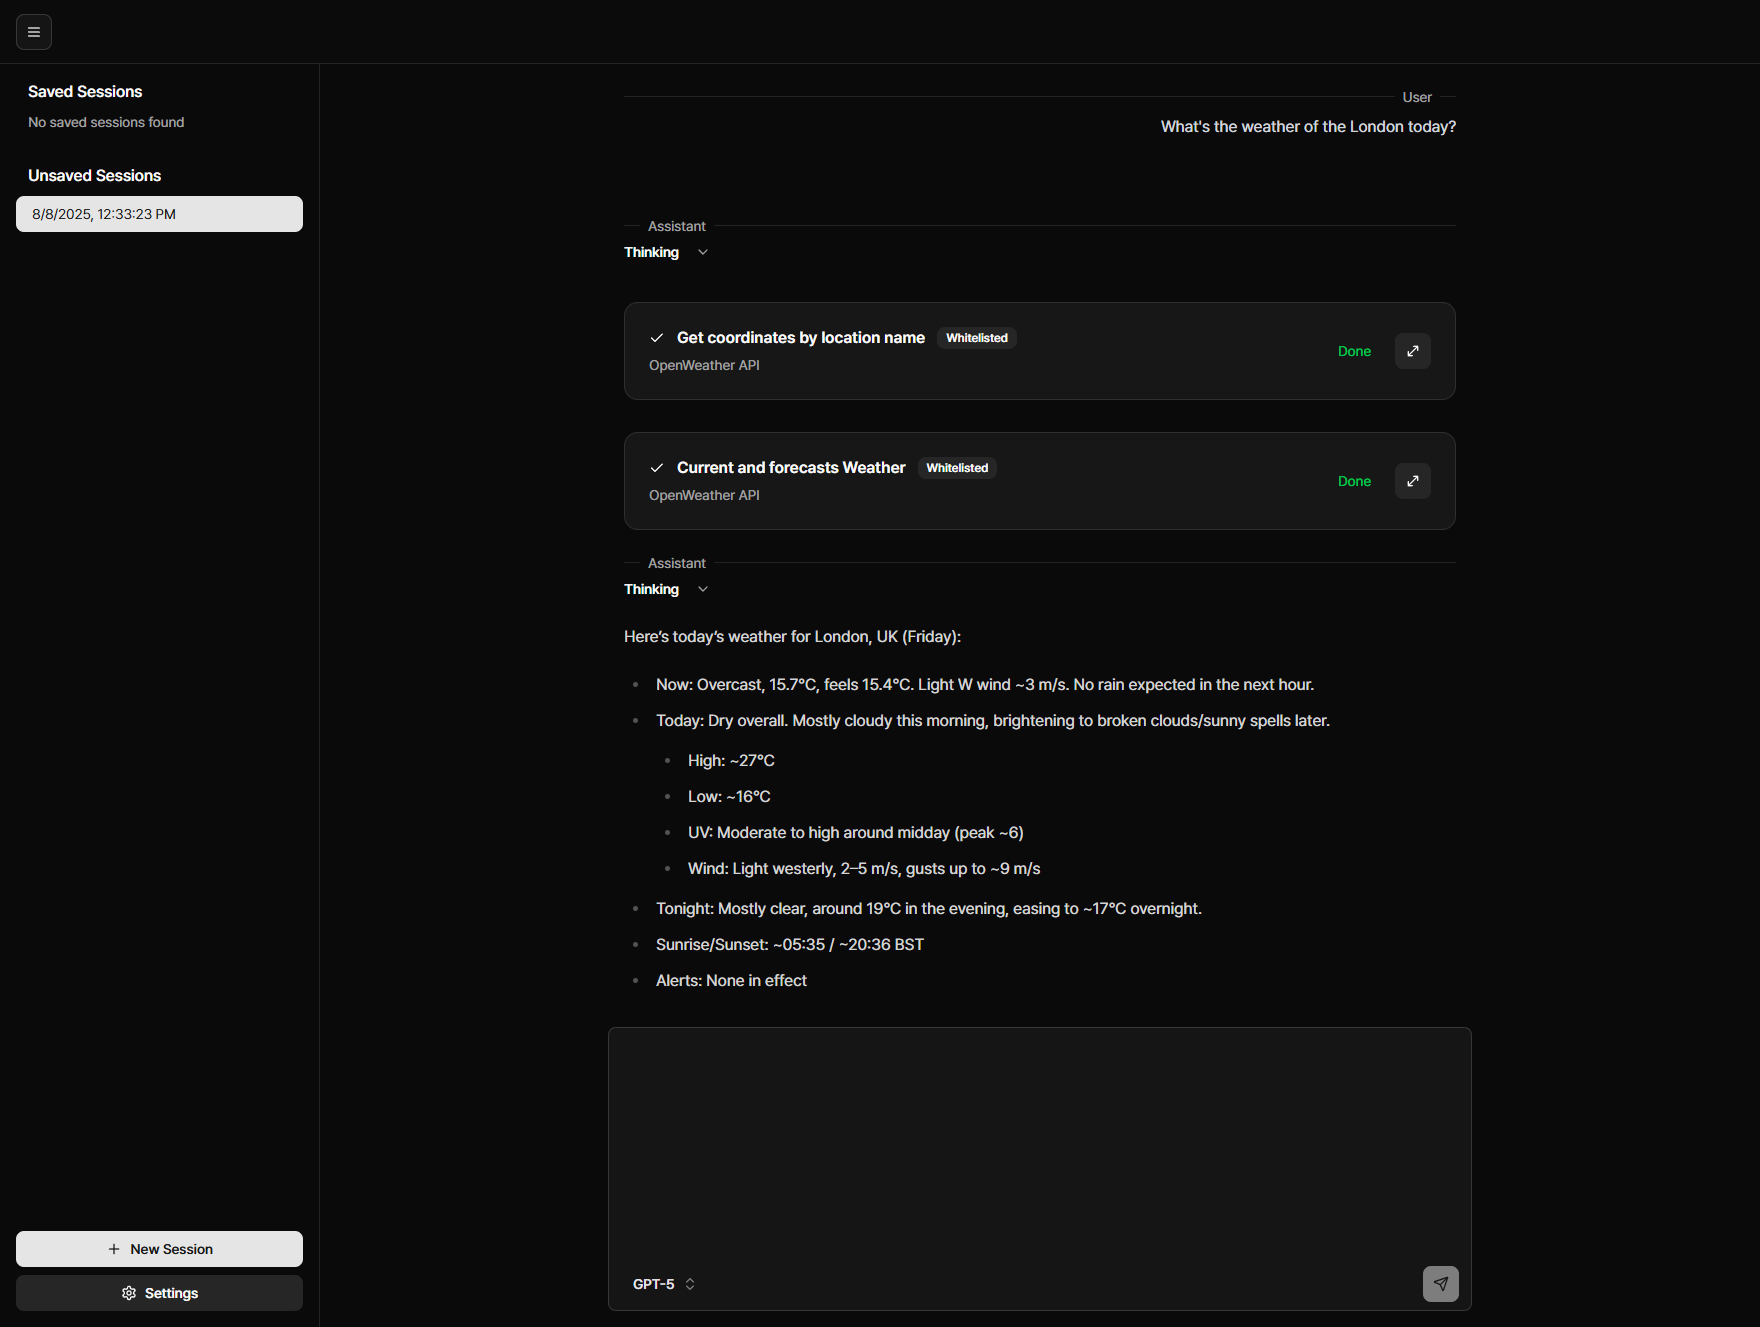 Saved Sessions
No saved sessions found
Unsaved Sessions
8/8/2025, 12:33:23 PM
New Session
Settings
User
What's the weather of the London today?
Assistant
Thinking
Get coordinates by location name Whitelisted
OpenWeather API
Done
Current and forecasts Weather Whitelisted
OpenWeather API
Done
Assistant
Thinking
Here’s today’s weather for London, UK (Friday):
Now: Overcast, 15.7°C, feels 15.4°C. Light W wind ~3 m/s. No rain expected in the next hour.
Today: Dry overall. Mostly cloudy this morning, brightening to broken clouds/sunny spells later.
High: ~27°C
Low: ~16°C
UV: Moderate to high around midday (peak ~6)
Wind: Light westerly, 2–5 m/s, gusts up to ~9 m/s
Tonight: Mostly clear, around 19°C in the evening, easing to ~17°C overnight.
Sunrise/Sunset: ~05:35 / ~20:36 BST
Alerts: None in effect
GPT-5